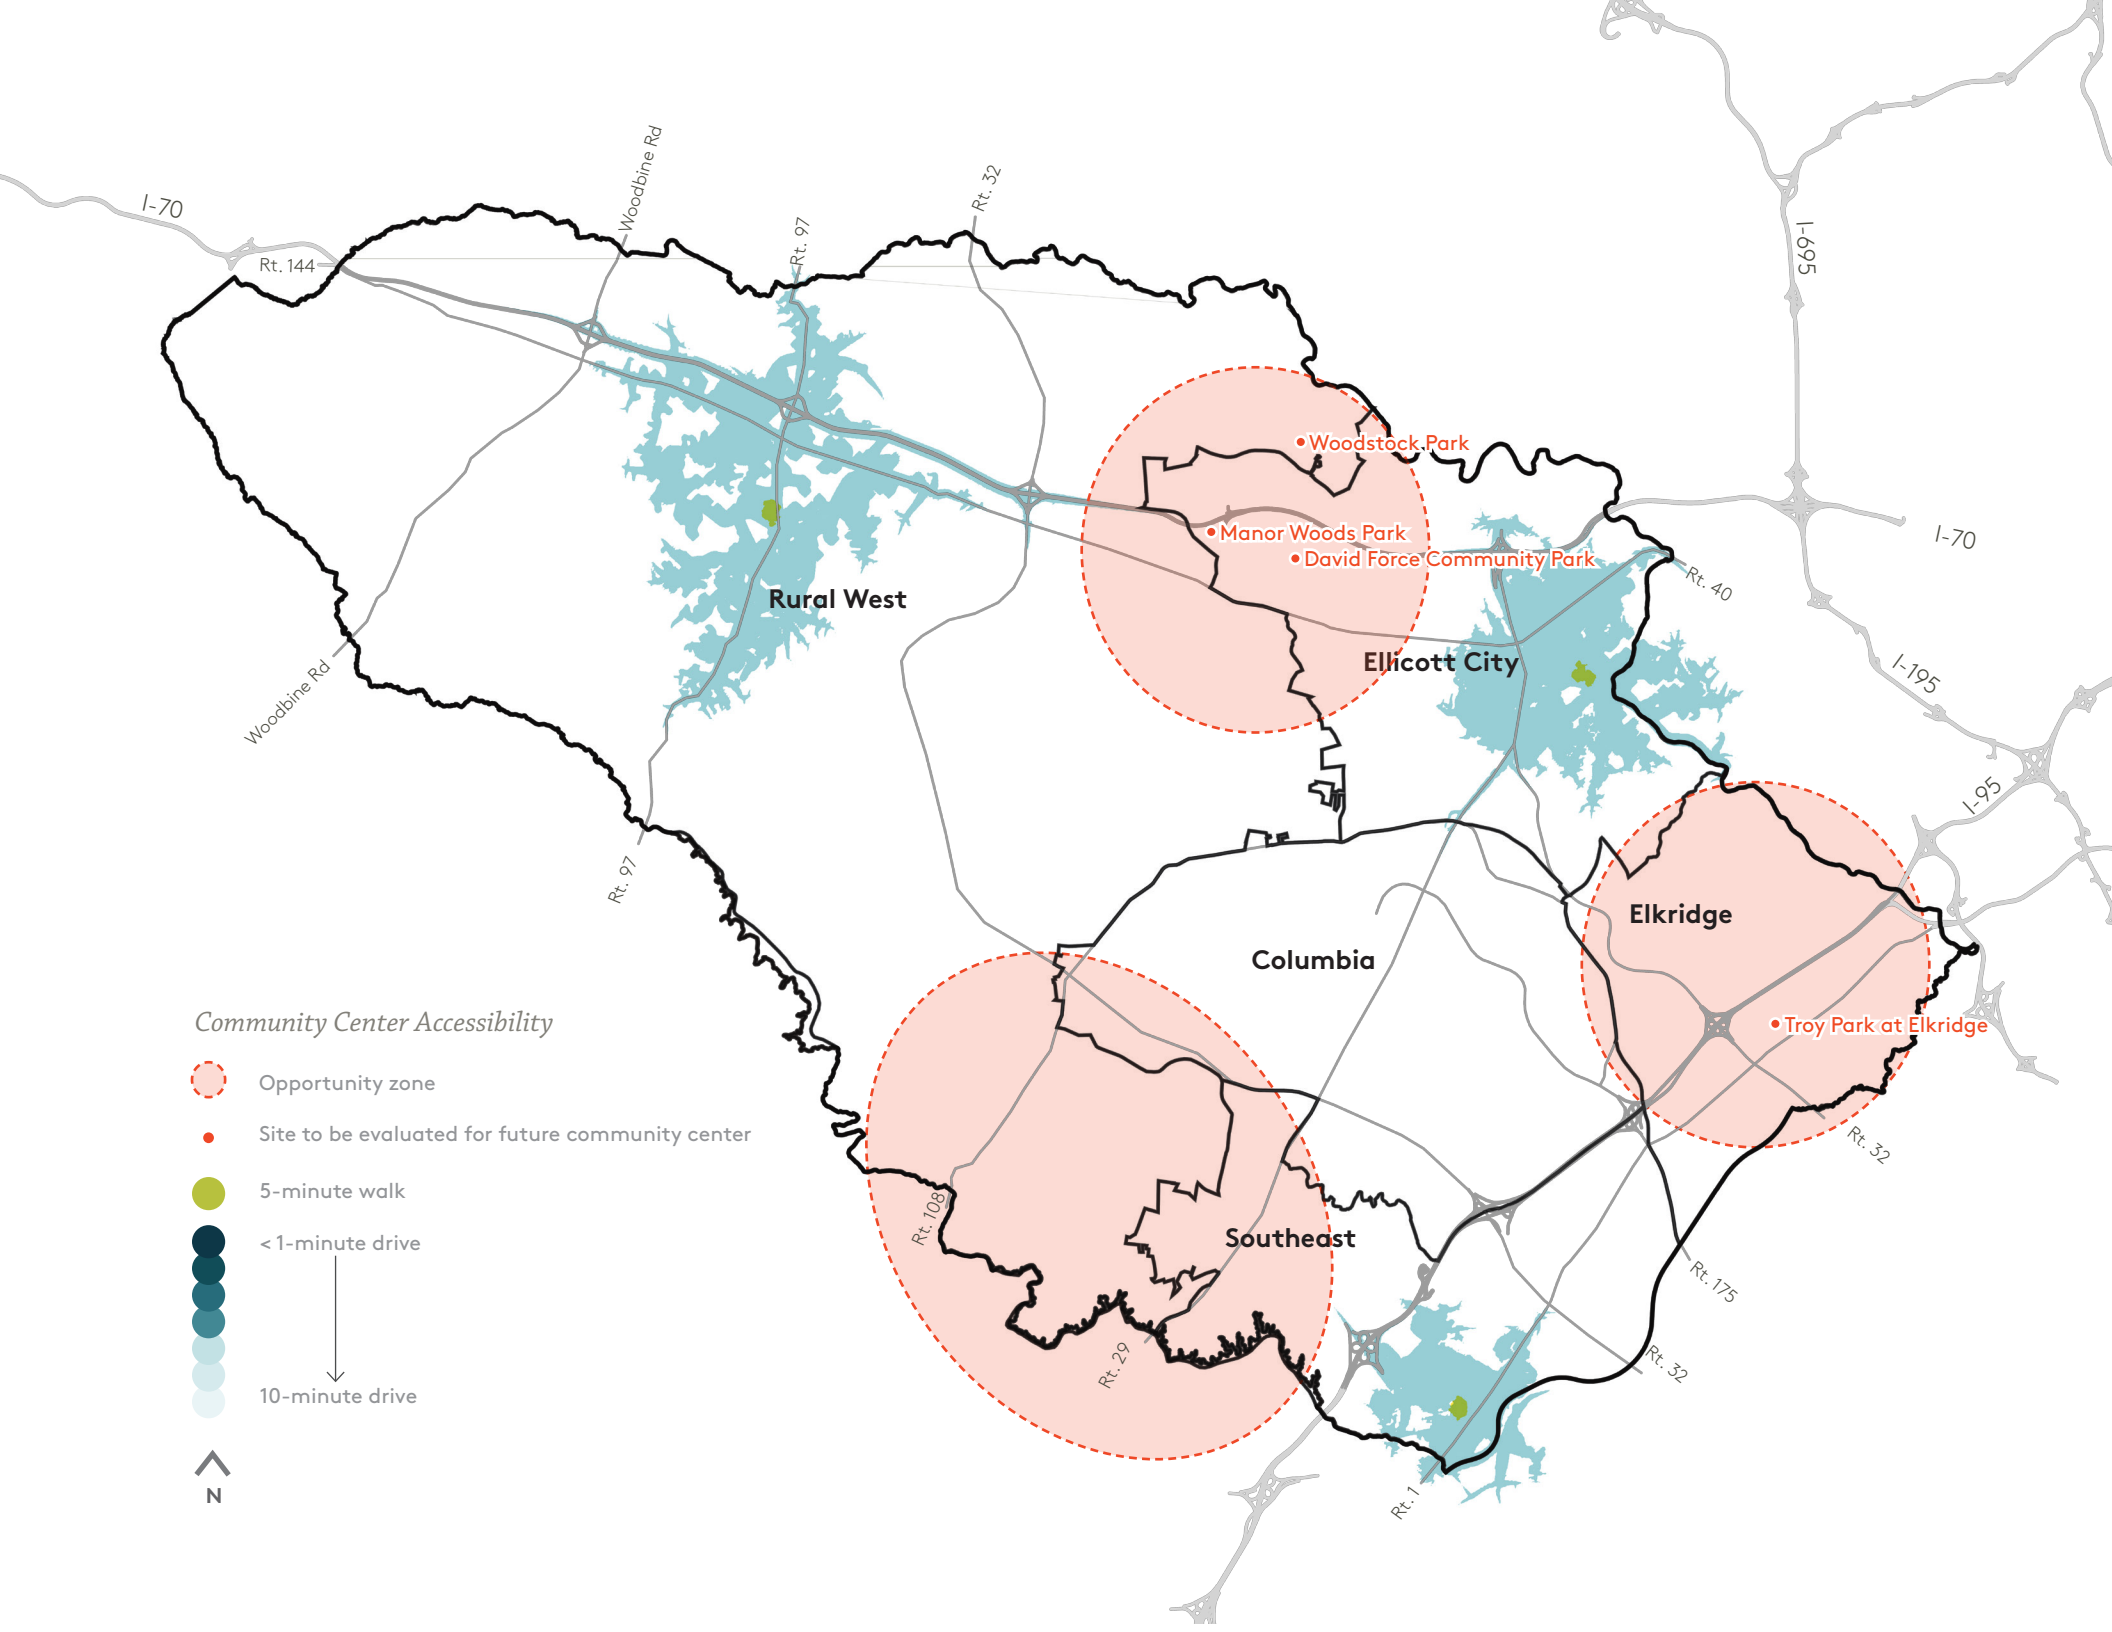 Woodbine Rd
Rt. 32
I-70
Rt. 97
I-695
Rt. 144
Woodstock Park
Manor Woods Park
I-70
David Force Community Park
Rt. 40
Rural West
Ellicott City
I-195
Woodbine Rd
I-95
Rt. 97
Elkridge
Columbia
Troy Park at Elkridge
Rt. 32
Rt. 108
Southeast
Rt. 175
Rt. 29
Rt. 32
Rt. 1
Community Center Accessibility
Opportunity zone
Site to be evaluated for future community center
5-minute walk
< 1-minute drive
10-minute drive
N